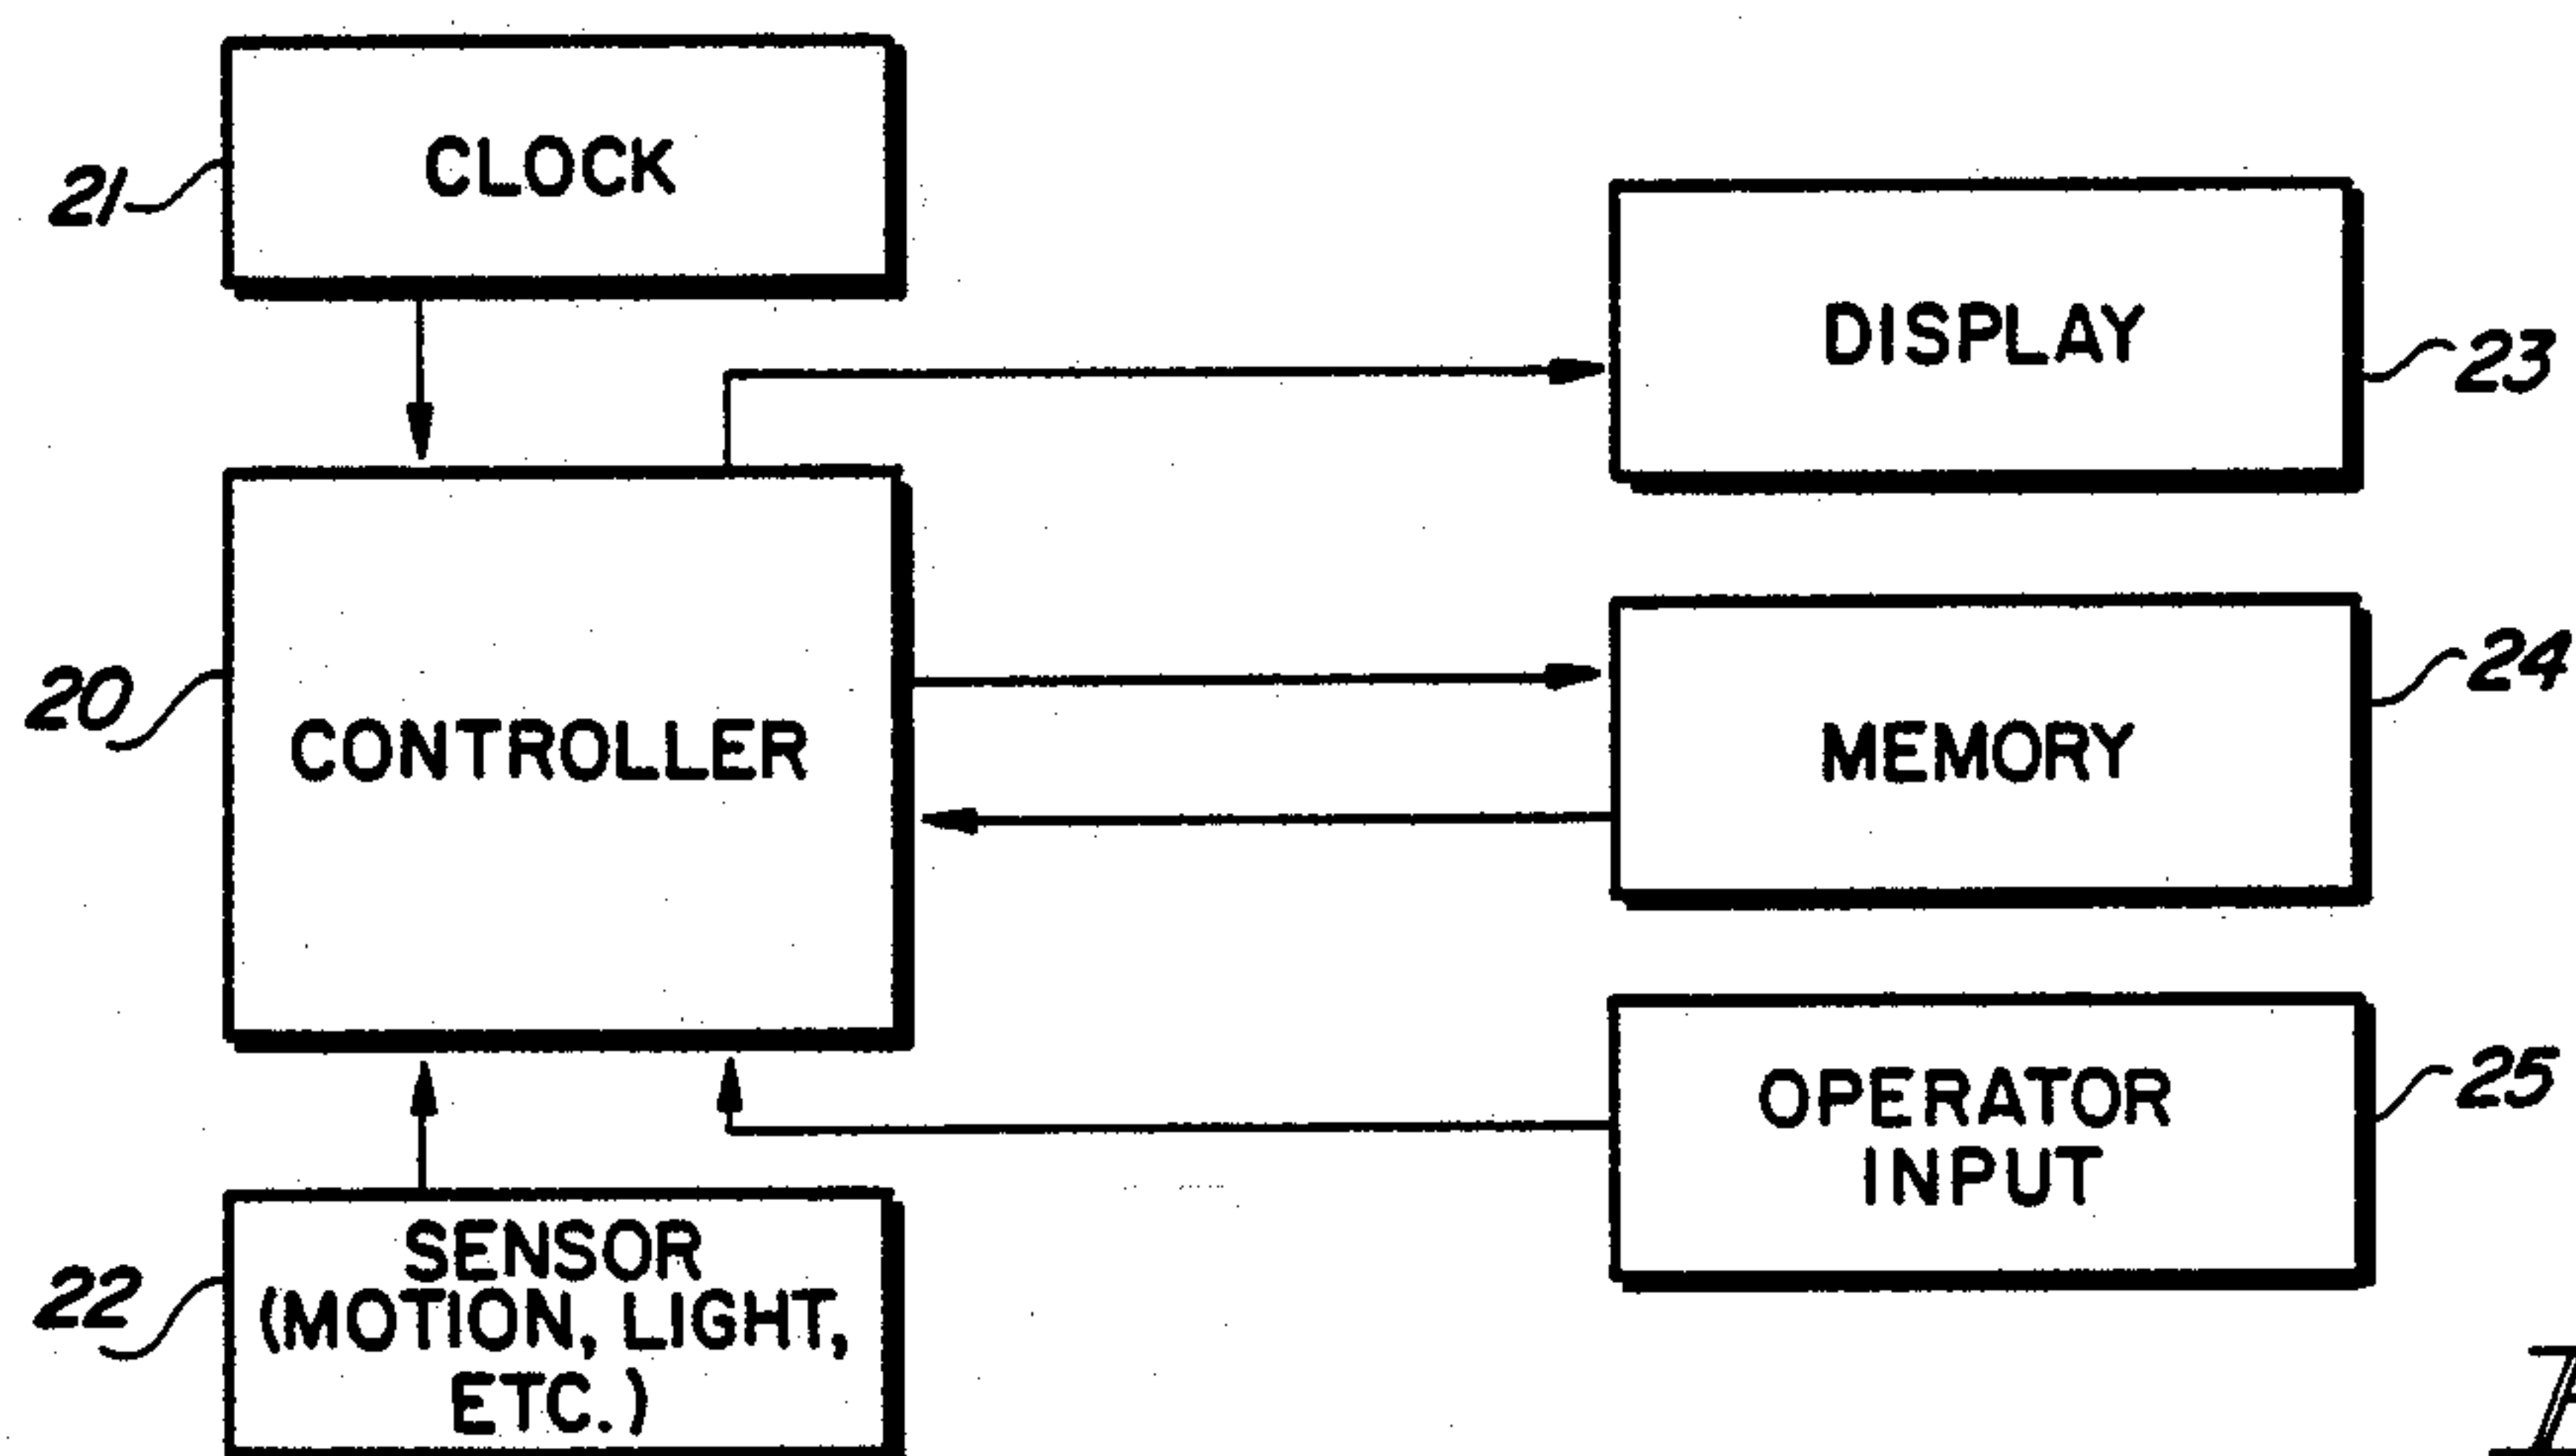 CLOCK
21
DISPLAY
23
20
CONTROLLER
MEMORY
24
OPERATOR
INPUT
25
22
SENSOR
(MOTION, LIGHT,
ETC.)